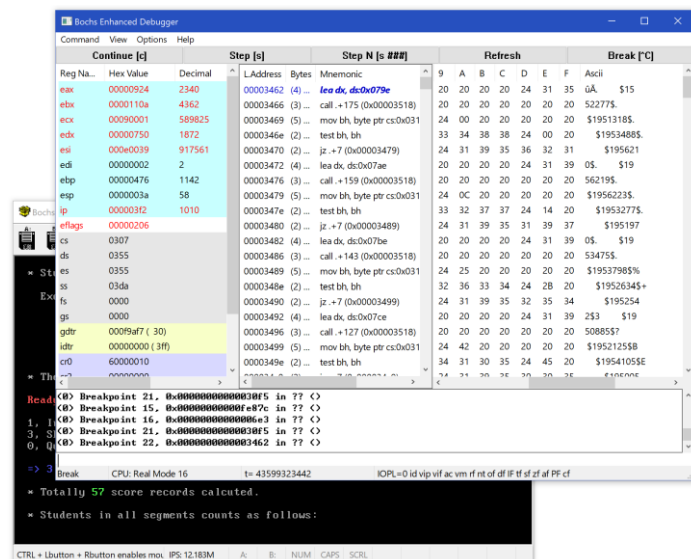 Bochs Enhanced Debugger
Command View Options Help
Continue [c] Step [s] Step N [s ###] Refresh Break [^C]
Reg Na... Hex Value Decimal
eax 00000924 2340
ebx 0000110a 4362
ecx 00090001 589825
edx 00000750 1872
esi 000e0039 917561
edi 00000002 2
ebp 00000476 1142
esp 0000003a 58
ip 000003f2 1010
eflags 00000206
cs 0307
ds 0355
es 0355
ss 03da
fs 0000
gs 0000
gdtr 000f9af7 ( 30)
idtr 00000000 ( 3ff)
cr0 60000010
L.Address Bytes Mnemonic
00003462 (4) ... lea dx, ds:0x079e
00003466 (3) ... call .+175 (0x00003518)
00003469 (5) ... mov bh, byte ptr cs:0x031
0000346e (2) ... test bh, bh
00003470 (2) ... jz .+7 (0x00003479)
00003472 (4) ... lea dx, ds:0x07ae
00003476 (3) ... call .+159 (0x00003518)
00003479 (5) ... mov bh, byte ptr cs:0x031
0000347e (2) ... test bh, bh
00003480 (2) ... jz .+7 (0x00003489)
00003482 (4) ... lea dx, ds:0x07be
00003486 (3) ... call .+143 (0x00003518)
00003489 (5) ... mov bh, byte ptr cs:0x031
0000348e (2) ... test bh, bh
00003490 (2) ... jz .+7 (0x00003499)
00003492 (4) ... lea dx, ds:0x07ce
00003496 (3) ... call .+127 (0x00003518)
00003499 (5) ... mov bh, byte ptr cs:0x031
0000349e (2) ... test bh, bh
9 A B C D E F Ascii
20 20 20 20 24 31 35 úÅ. $15
20 20 20 20 20 20 20 52277$.
24 00 20 20 20 20 20 $1951318$.
33 34 38 38 24 00 20 $1953488$.
24 31 39 35 36 32 31 $195621
20 20 20 20 24 31 39 0$. $19
20 20 20 20 20 20 20 56219$.
24 0C 20 20 20 20 20 $1956223$.
33 32 37 37 24 14 20 $1953277$.
24 31 39 35 31 39 37 $195197
20 20 20 20 24 31 39 0$. $19
20 20 20 20 20 20 20 53475$.
24 25 20 20 20 20 20 $1953798$%
32 36 33 34 24 2B 20 $1952634$+
24 31 39 35 32 35 34 $195254
20 20 20 20 24 31 39 2$3 $19
20 20 20 20 20 20 20 50885$?
24 42 20 20 20 20 20 $1952125$B
34 31 30 35 24 45 20 $1954105$E
<0> Breakpoint 21, 0x00000000000030f5 in ?? <>
<0> Breakpoint 15, 0x00000000000fe87c in ?? <>
<0> Breakpoint 16, 0x00000000000006e3 in ?? <>
<0> Breakpoint 21, 0x00000000000030f5 in ?? <>
<0> Breakpoint 22, 0x0000000000003462 in ?? <>
Break CPU: Real Mode 16 t= 43599323442 IOPL=0 id vip vif ac vm rf nt of df IF tf sf zf af PF cf
Bochs
1,
3,
0,
=> 3
* Totally 57 score records calcuted.
* Students in all segments counts as follows:
CTRL + Lbutton + Rbutton enables mou IPS: 12.183M A: B: NUM CAPS SCRL